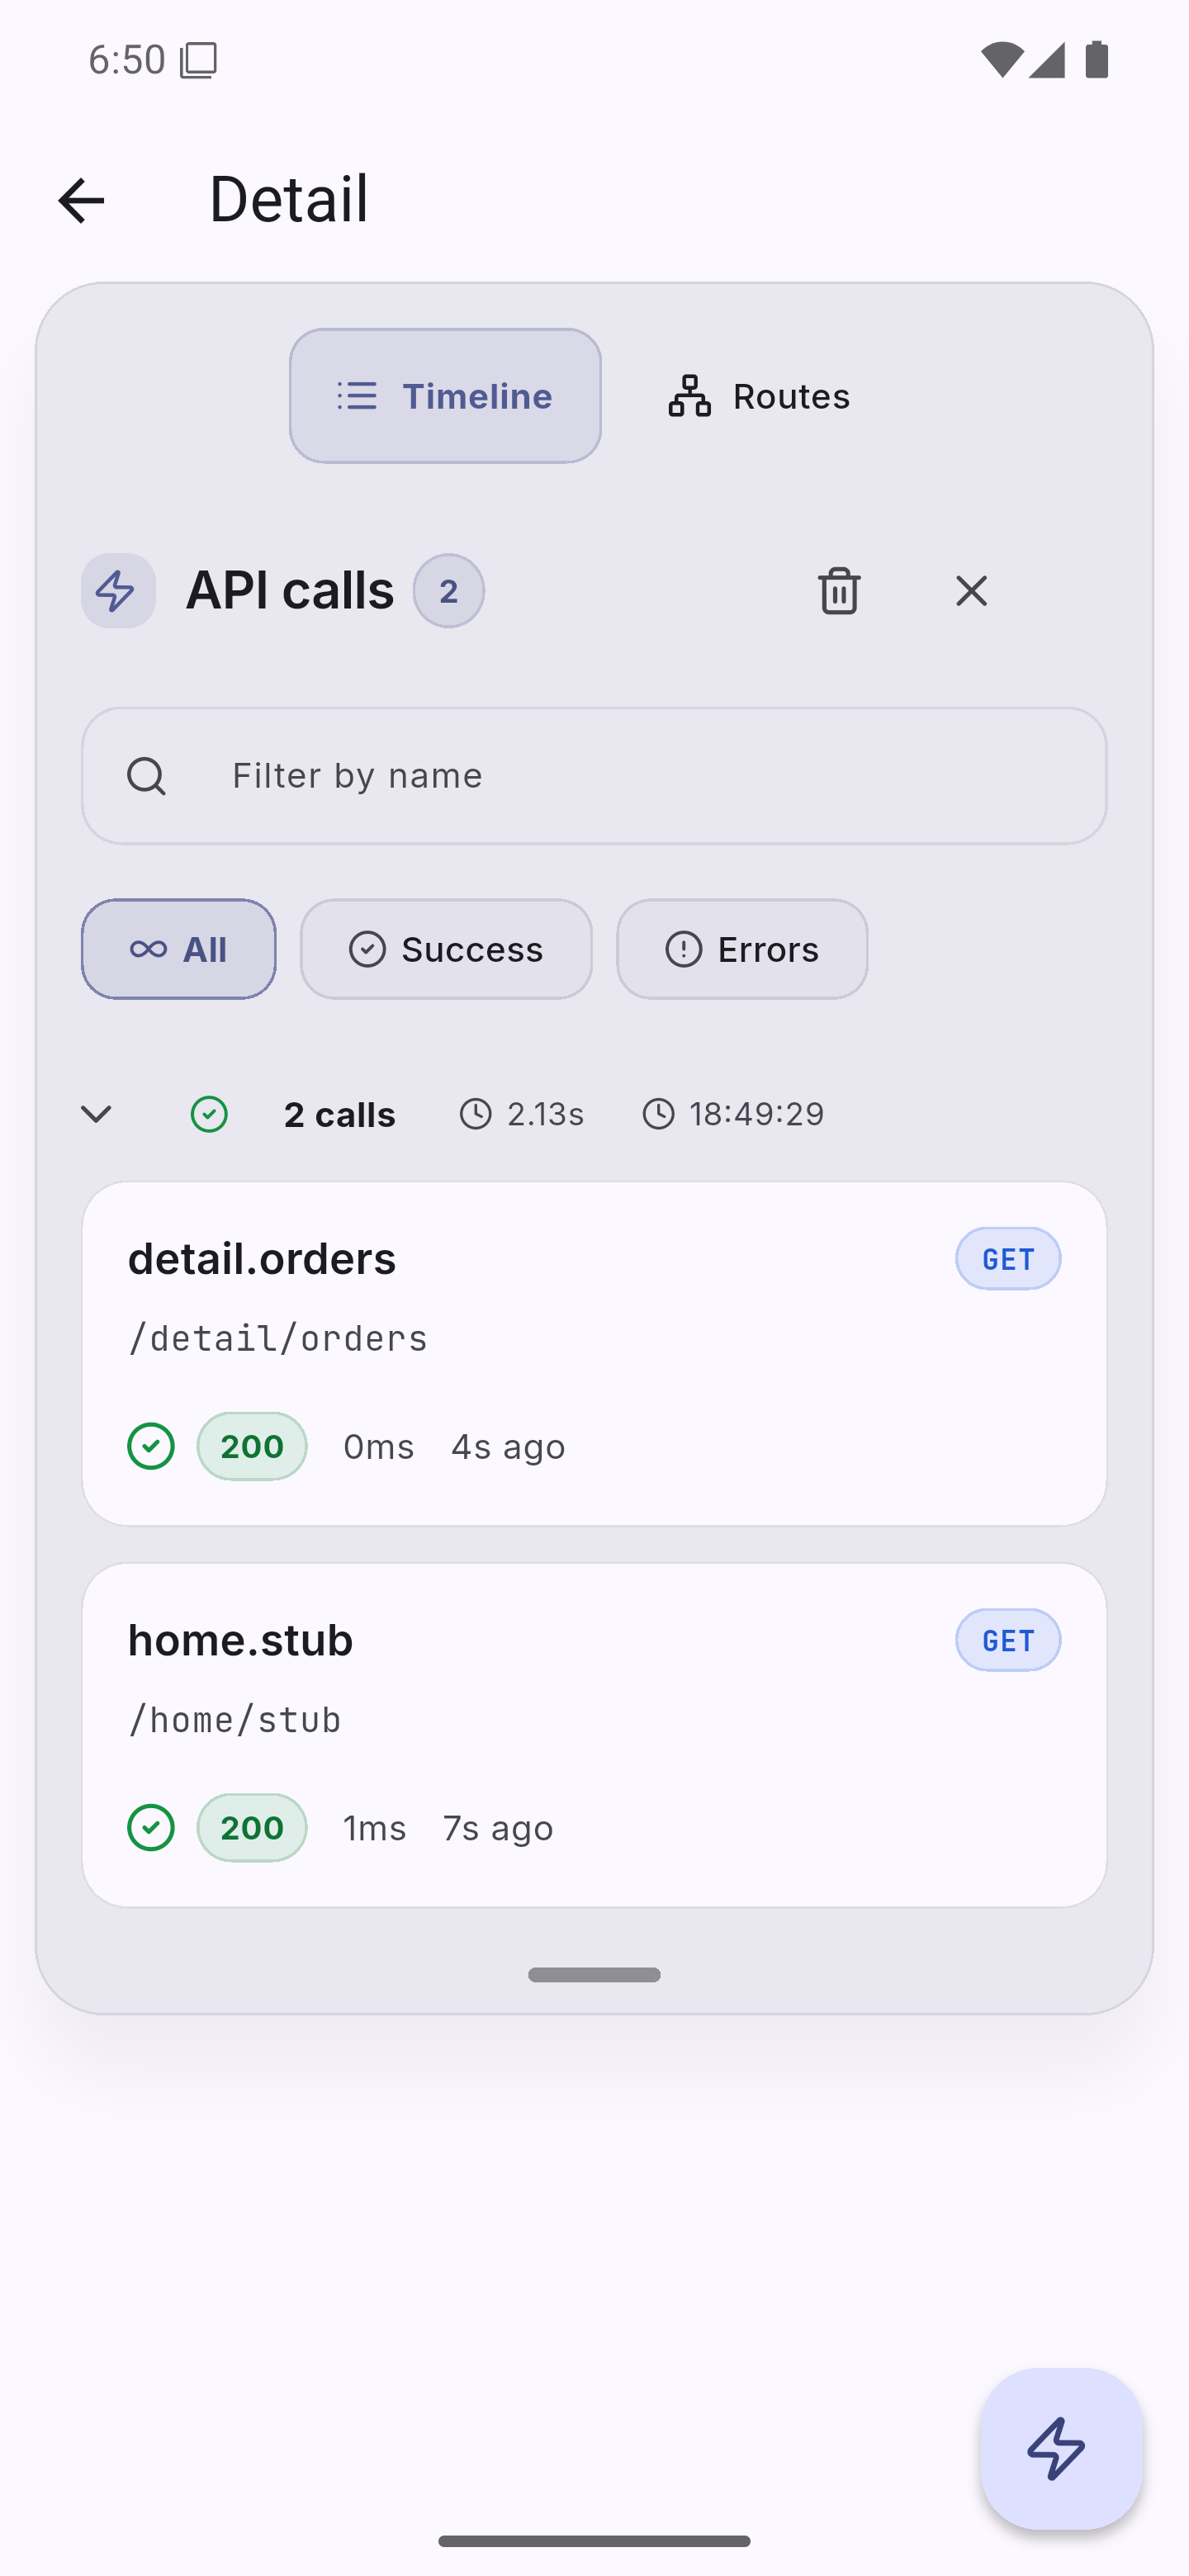 6:50
Detail
Timeline
Routes
API calls 2
Filter by name
All
Success
Errors
2 calls 2.13s 18:49:29
detail.orders GET
/detail/orders
200 0ms 4s ago
home.stub GET
/home/stub
200 1ms 7s ago